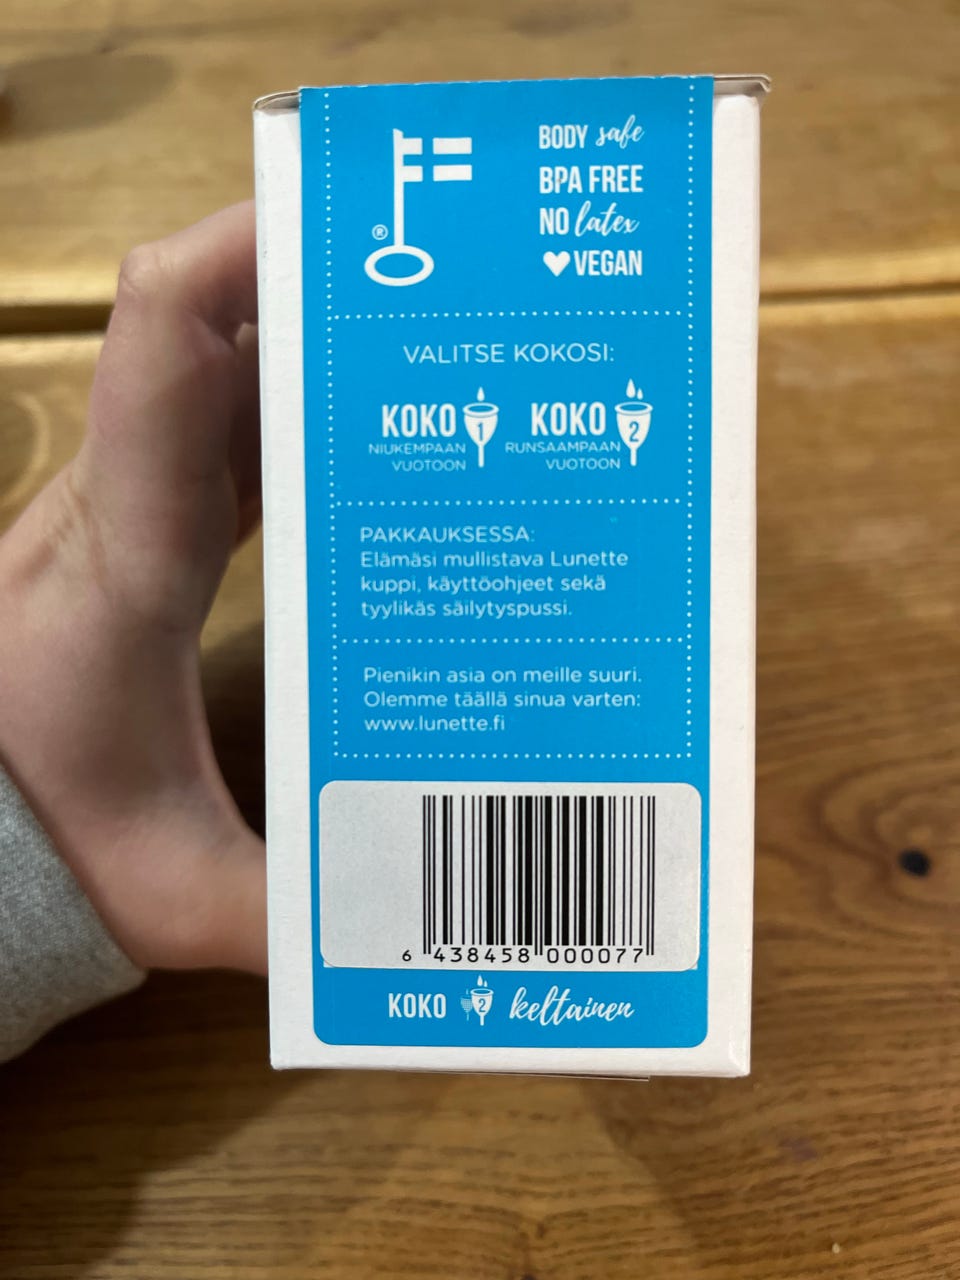 BODY safe
BPA FREE
NO latex
VEGAN
®
VALITSE KOKOSI:
KOKO 1
NIUKEMPAAN
VUOTOON
KOKO 2
RUNSAAMPAAN
VUOTOON
PAKKAUKSESSA:
Elämäsi mullistava Lunette
kuppi, käyttöohjeet sekä
tyylikäs säilytyspussi.
Pienikin asia on meille suuri.
Olemme täällä sinua varten:
www.lunette.fi
6 438458 000077
KOKO 2 keltainen